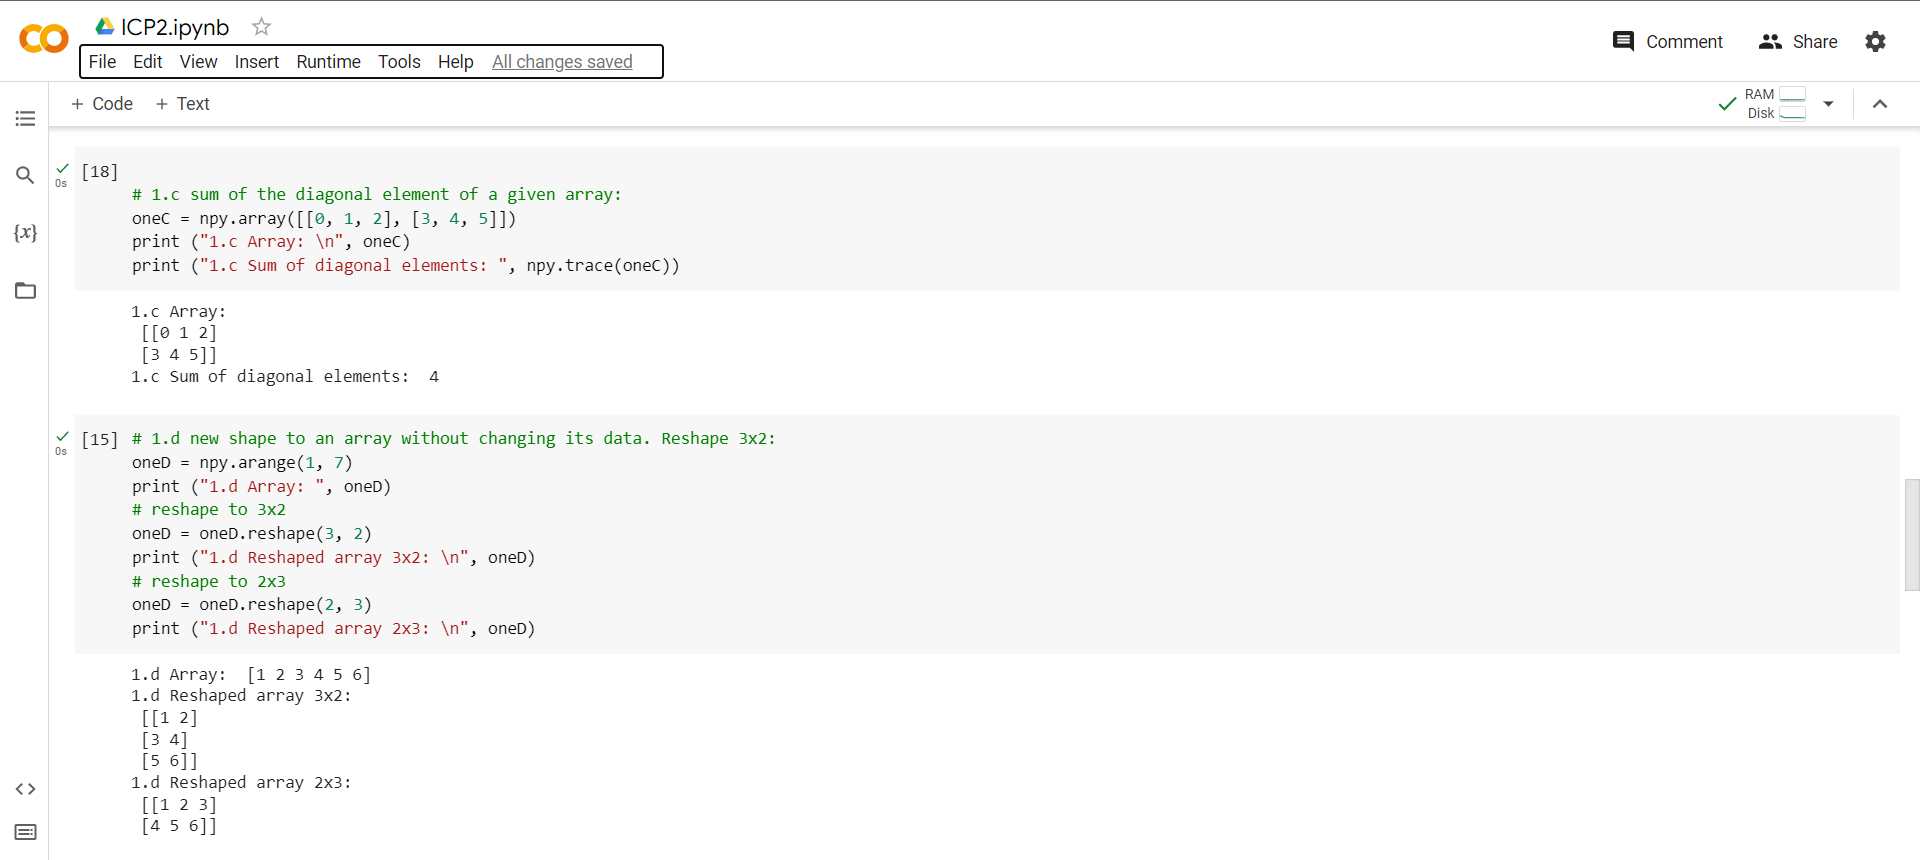 ICP2.ipynb
File Edit View Insert Runtime Tools Help All changes saved
Comment Share
+ Code + Text
RAM
Disk
[18]
0s
# 1.c sum of the diagonal element of a given array:
oneC = npy.array([[0, 1, 2], [3, 4, 5]])
print ("1.c Array: \n", oneC)
print ("1.c Sum of diagonal elements: ", npy.trace(oneC))
1.c Array:
[[0 1 2]
[3 4 5]]
1.c Sum of diagonal elements:  4
[15] # 1.d new shape to an array without changing its data. Reshape 3x2:
0s
oneD = npy.arange(1, 7)
print ("1.d Array: ", oneD)
# reshape to 3x2
oneD = oneD.reshape(3, 2)
print ("1.d Reshaped array 3x2: \n", oneD)
# reshape to 2x3
oneD = oneD.reshape(2, 3)
print ("1.d Reshaped array 2x3: \n", oneD)
1.d Array:  [1 2 3 4 5 6]
1.d Reshaped array 3x2:
[[1 2]
[3 4]
[5 6]]
1.d Reshaped array 2x3:
[[1 2 3]
[4 5 6]]